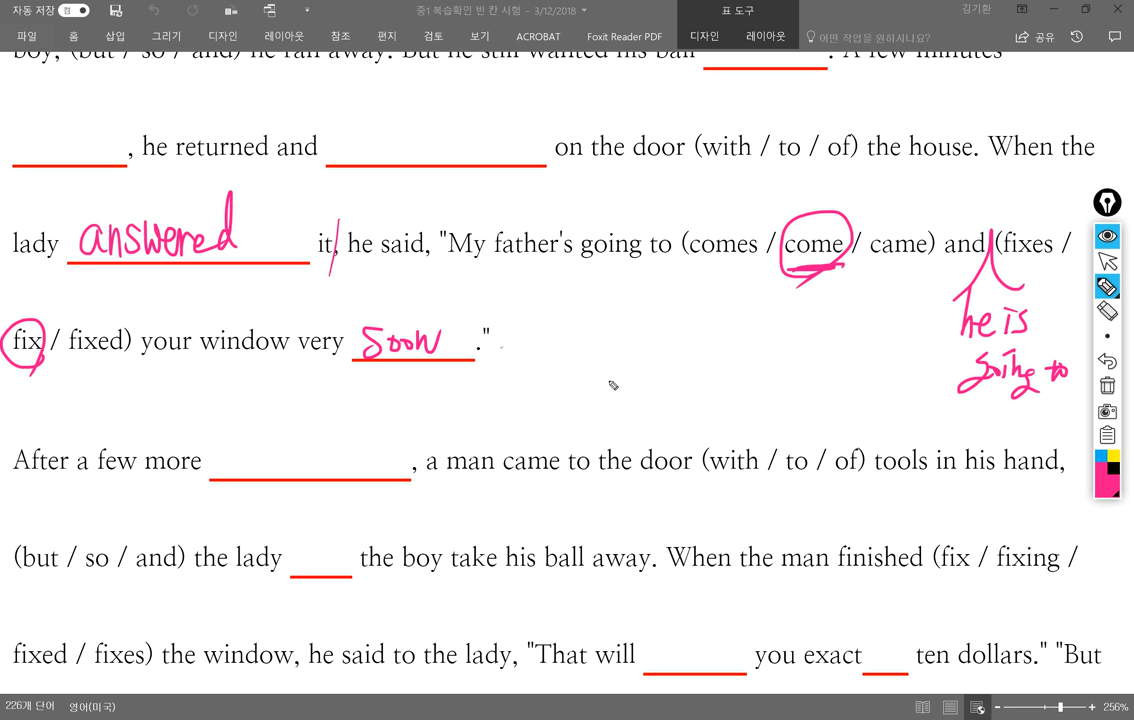 자동 저장 켬 중1 복습확인 빈 칸 시험 - 3/12/2018 표 도구 김기환
파일 홈 삽입 그리기 디자인 레이아웃 참조 편지 검토 보기 ACROBAT Foxit Reader PDF 디자인 레이아웃 어떤 작업을 원하시나요? 공유
boy, (but / so / and) he ran away. But he still wanted his ball ________. A few minutes
________, he returned and ________ on the door (with / to / of) the house. When the
lady answered it, he said, "My father's going to (comes / come / came) and (fixes /
he is
going to
fix / fixed) your window very soon."
After a few more ________, a man came to the door (with / to / of) tools in his hand,
(but / so / and) the lady ____ the boy take his ball away. When the man finished (fix / fixing /
fixed / fixes) the window, he said to the lady, "That will ________ you exact____ ten dollars." "But
226개 단어 영어(미국) 256%